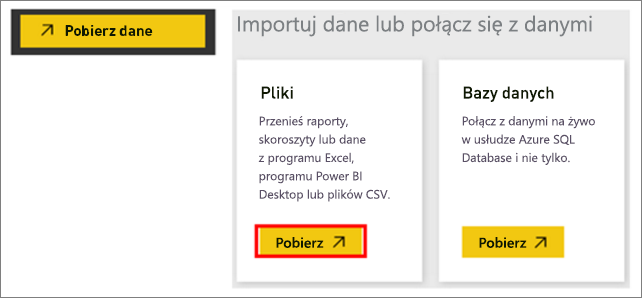 Pobierz dane
Importuj dane lub połącz się z danymi
Pliki
Przenieś raporty,
skoroszyty lub dane
z programu Excel,
programu Power BI
Desktop lub plików CSV.
Pobierz
Bazy danych
Połącz z danymi na żywo
w usłudze Azure SQL
Database i nie tylko.
Pobierz